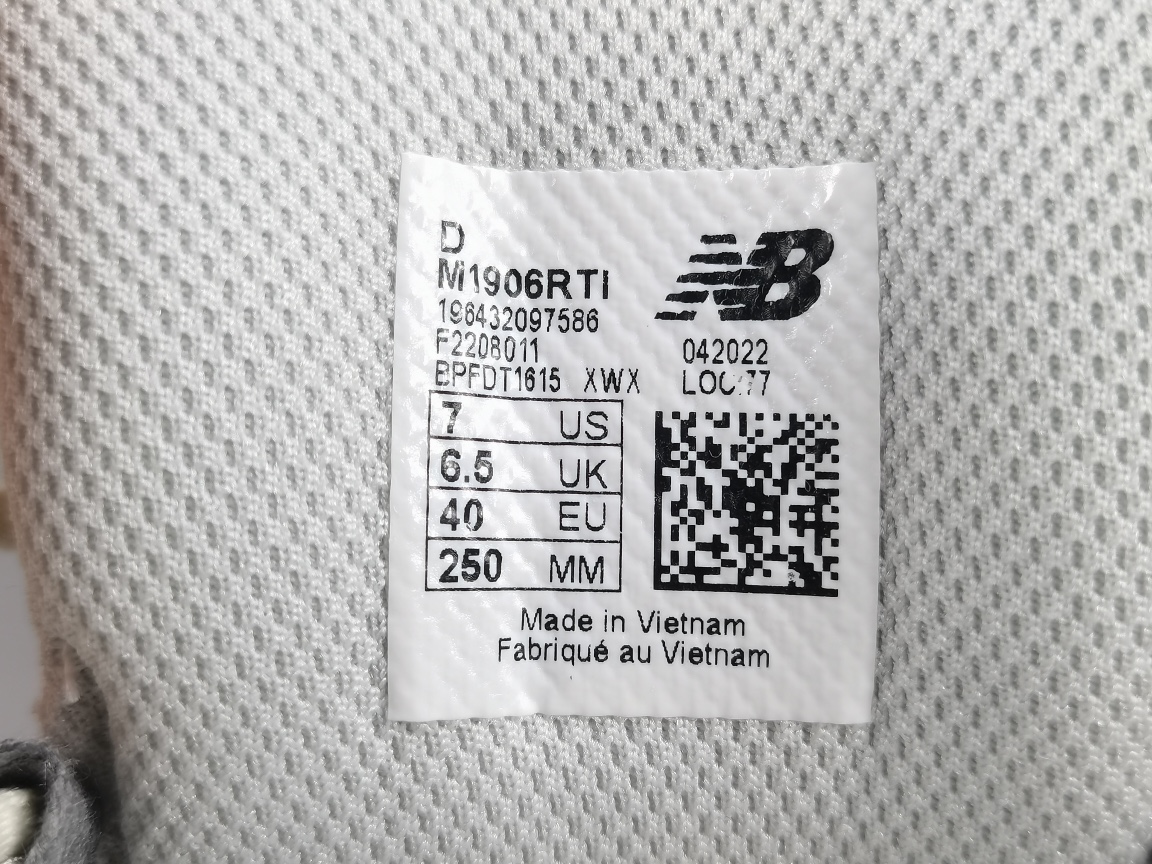 D
M1906RTI
196432097586
F2208011
BPFDT1615 XWX
NB
042022
7 US
6.5 UK
40 EU
250 MM
Made in Vietnam
Fabriqué au Vietnam